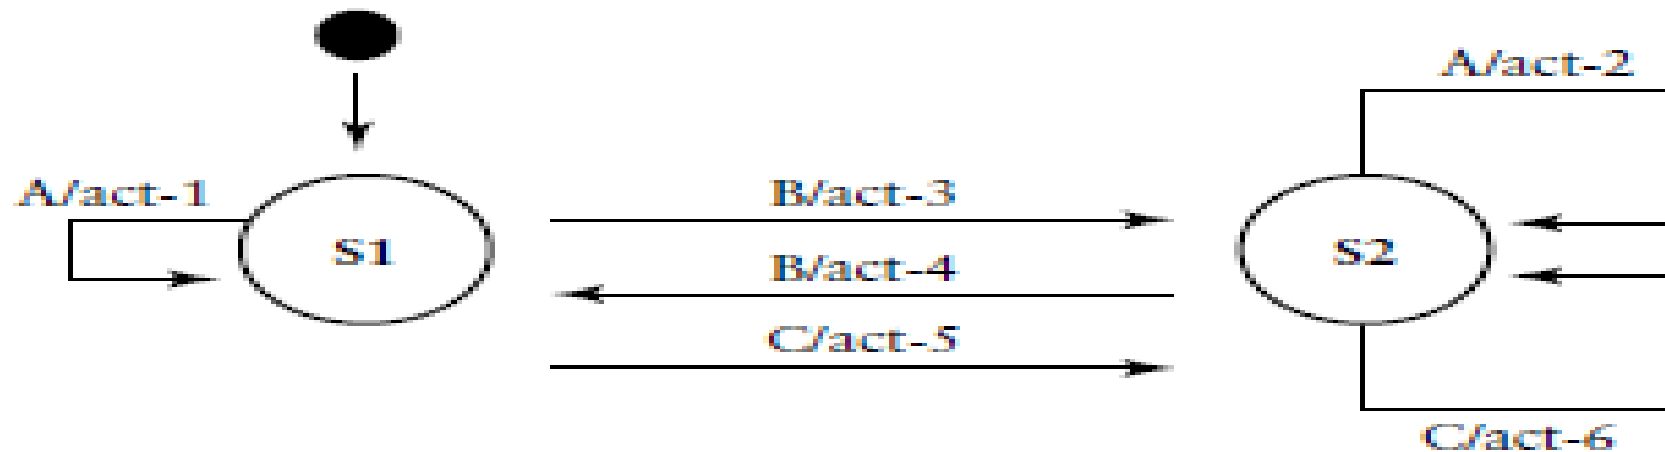 A/act-2
A/act-1
B/act-3
S1
S2
B/act-4
C/act-5
C/act-6